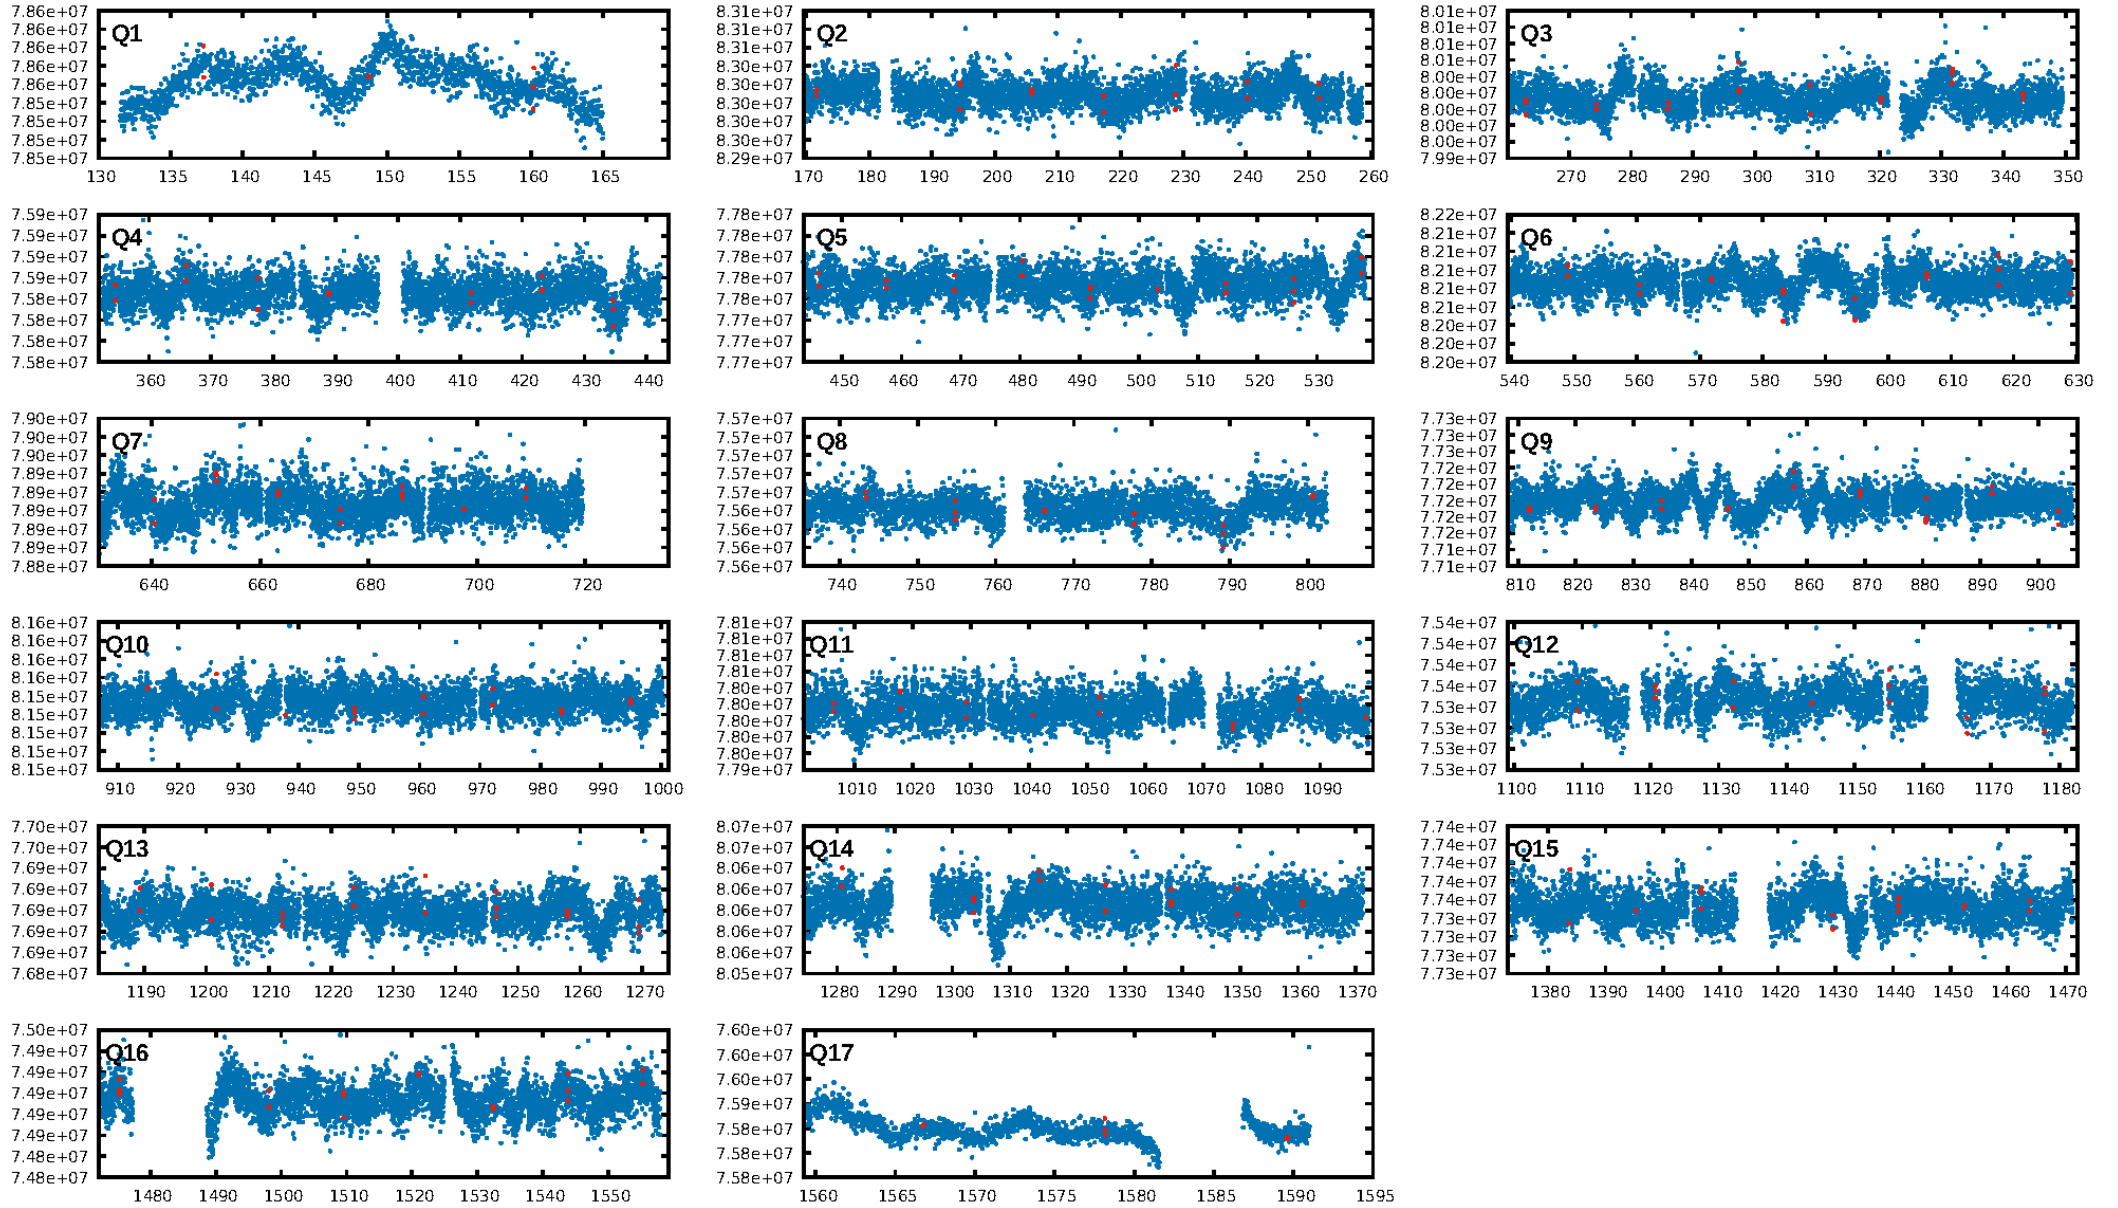 Q1
7.86e+07
7.86e+07
7.86e+07
7.86e+07
7.86e+07
7.85e+07
7.85e+07
7.85e+07
7.85e+07
130 135 140 145 150 155 160 165
Q2
8.31e+07
8.31e+07
8.31e+07
8.30e+07
8.30e+07
8.30e+07
8.30e+07
8.30e+07
8.29e+07
170 180 190 200 210 220 230 240 250 260
Q3
8.01e+07
8.01e+07
8.01e+07
8.01e+07
8.00e+07
8.00e+07
8.00e+07
8.00e+07
8.00e+07
7.99e+07
270 280 290 300 310 320 330 340 350
Q4
7.59e+07
7.59e+07
7.59e+07
7.59e+07
7.58e+07
7.58e+07
7.58e+07
7.58e+07
360 370 380 390 400 410 420 430 440
Q5
7.78e+07
7.78e+07
7.78e+07
7.78e+07
7.78e+07
7.77e+07
7.77e+07
7.77e+07
450 460 470 480 490 500 510 520 530
Q6
8.22e+07
8.21e+07
8.21e+07
8.21e+07
8.21e+07
8.21e+07
8.20e+07
8.20e+07
8.20e+07
540 550 560 570 580 590 600 610 620 630
Q7
7.90e+07
7.90e+07
7.90e+07
7.89e+07
7.89e+07
7.89e+07
7.89e+07
7.89e+07
7.88e+07
640 660 680 700 720
Q8
7.57e+07
7.57e+07
7.57e+07
7.57e+07
7.57e+07
7.56e+07
7.56e+07
7.56e+07
7.56e+07
740 750 760 770 780 790 800
Q9
7.73e+07
7.73e+07
7.73e+07
7.72e+07
7.72e+07
7.72e+07
7.72e+07
7.72e+07
7.71e+07
7.71e+07
810 820 830 840 850 860 870 880 890 900
Q10
8.16e+07
8.16e+07
8.16e+07
8.16e+07
8.15e+07
8.15e+07
8.15e+07
8.15e+07
8.15e+07
910 920 930 940 950 960 970 980 990 1000
Q11
7.81e+07
7.81e+07
7.81e+07
7.81e+07
7.80e+07
7.80e+07
7.80e+07
7.80e+07
7.80e+07
7.79e+07
1010 1020 1030 1040 1050 1060 1070 1080 1090
Q12
7.54e+07
7.54e+07
7.54e+07
7.54e+07
7.53e+07
7.53e+07
7.53e+07
7.53e+07
1100 1110 1120 1130 1140 1150 1160 1170 1180
Q13
7.70e+07
7.70e+07
7.69e+07
7.69e+07
7.69e+07
7.69e+07
7.69e+07
7.68e+07
1190 1200 1210 1220 1230 1240 1250 1260 1270
Q14
8.07e+07
8.07e+07
8.06e+07
8.06e+07
8.06e+07
8.06e+07
8.06e+07
8.05e+07
1280 1290 1300 1310 1320 1330 1340 1350 1360 1370
Q15
7.74e+07
7.74e+07
7.74e+07
7.74e+07
7.74e+07
7.73e+07
7.73e+07
7.73e+07
7.73e+07
1380 1390 1400 1410 1420 1430 1440 1450 1460 1470
Q16
7.50e+07
7.49e+07
7.49e+07
7.49e+07
7.49e+07
7.49e+07
7.48e+07
7.48e+07
1480 1490 1500 1510 1520 1530 1540 1550
Q17
7.60e+07
7.60e+07
7.60e+07
7.59e+07
7.58e+07
7.58e+07
7.58e+07
1560 1565 1570 1575 1580 1585 1590 1595